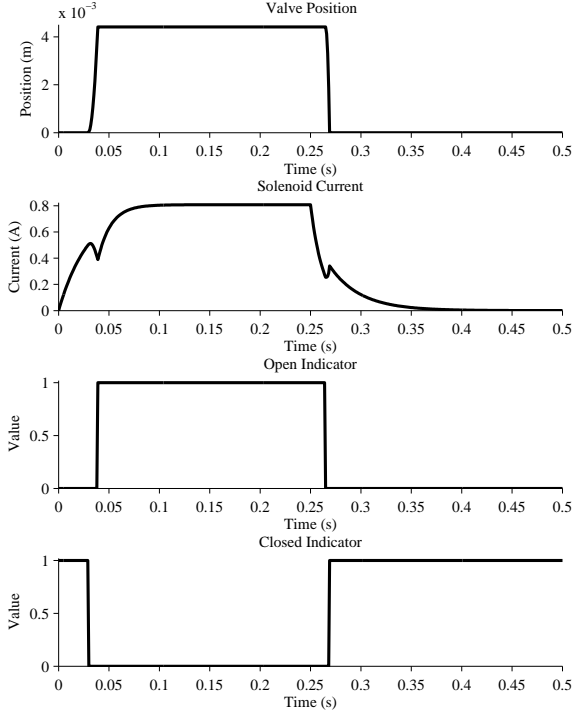 x 10⁻³
Valve Position
Position (m)
4
2
0
0 0.05 0.1 0.15 0.2 0.25 0.3 0.35 0.4 0.45 0.5
Time (s)
Solenoid Current
Current (A)
0.8
0.6
0.4
0.2
0
0 0.05 0.1 0.15 0.2 0.25 0.3 0.35 0.4 0.45 0.5
Time (s)
Open Indicator
Value
1
0.5
0
0 0.05 0.1 0.15 0.2 0.25 0.3 0.35 0.4 0.45 0.5
Time (s)
Closed Indicator
Value
1
0.5
0
0 0.05 0.1 0.15 0.2 0.25 0.3 0.35 0.4 0.45 0.5
Time (s)